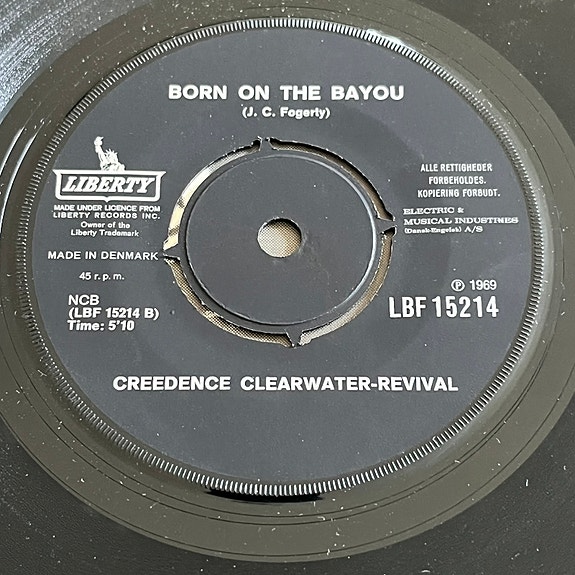 BORN ON THE BAYOU
(J. C. Fogerty)
LIBERTY
MADE UNDER LICENCE FROM
LIBERTY RECORDS INC.
Owner of the
Liberty Trademark
MADE IN DENMARK
45 r. p. m.
NCB
(LBF 15214 B)
Time: 5'10
ALLE RETTIGHEDER
FORBEHOLDES.
KOPIERING FORBUDT.
ELECTRIC &
MUSICAL INDUSTRIES
(Dansk-Engelsk) A/S
Ⓟ 1969
LBF 15214
CREEDENCE CLEARWATER-REVIVAL